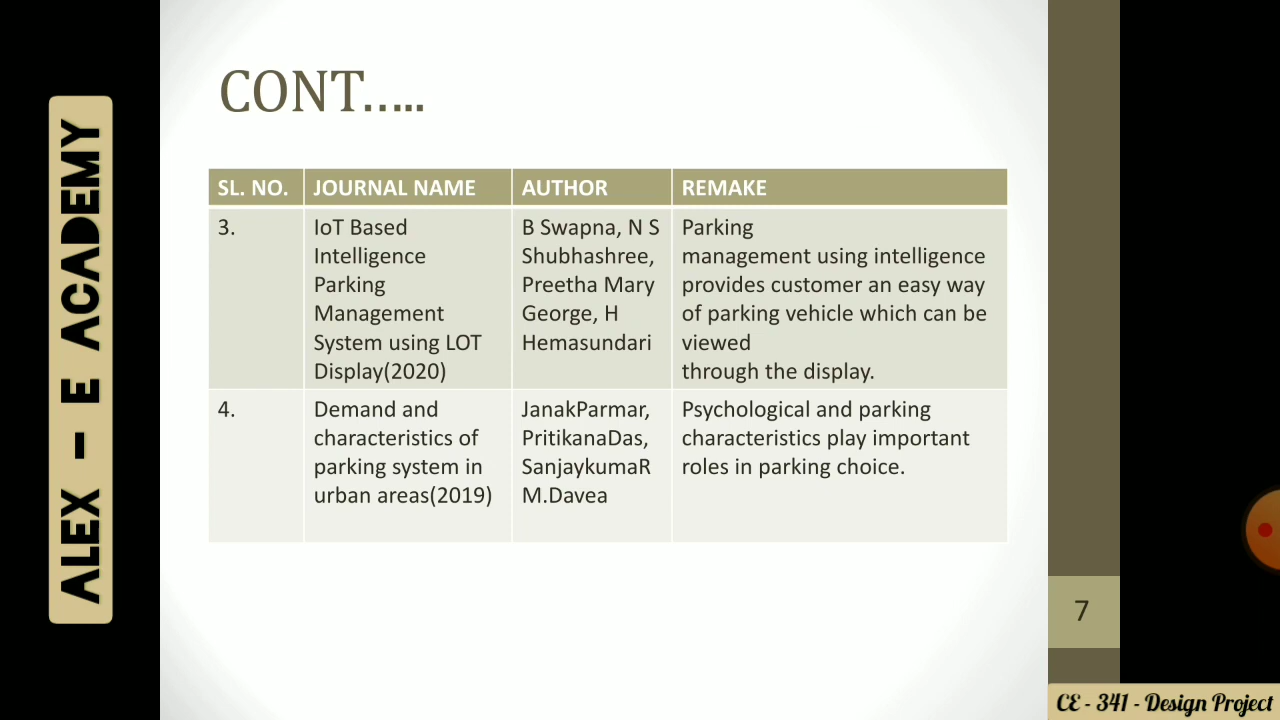 ALEX - E ACADEMY
CONT…..
SL. NO.
JOURNAL NAME
AUTHOR
REMAKE
3.
IoT Based
Intelligence
Parking
Management
System using LOT
Display(2020)
B Swapna, N S
Shubhashree,
Preetha Mary
George, H
Hemasundari
Parking
management using intelligence
provides customer an easy way
of parking vehicle which can be
viewed
through the display.
4.
Demand and
characteristics of
parking system in
urban areas(2019)
JanakParmar,
PritikanaDas,
SanjaykumaR
M.Davea
Psychological and parking
characteristics play important
roles in parking choice.
7
CE - 341 - Design Project